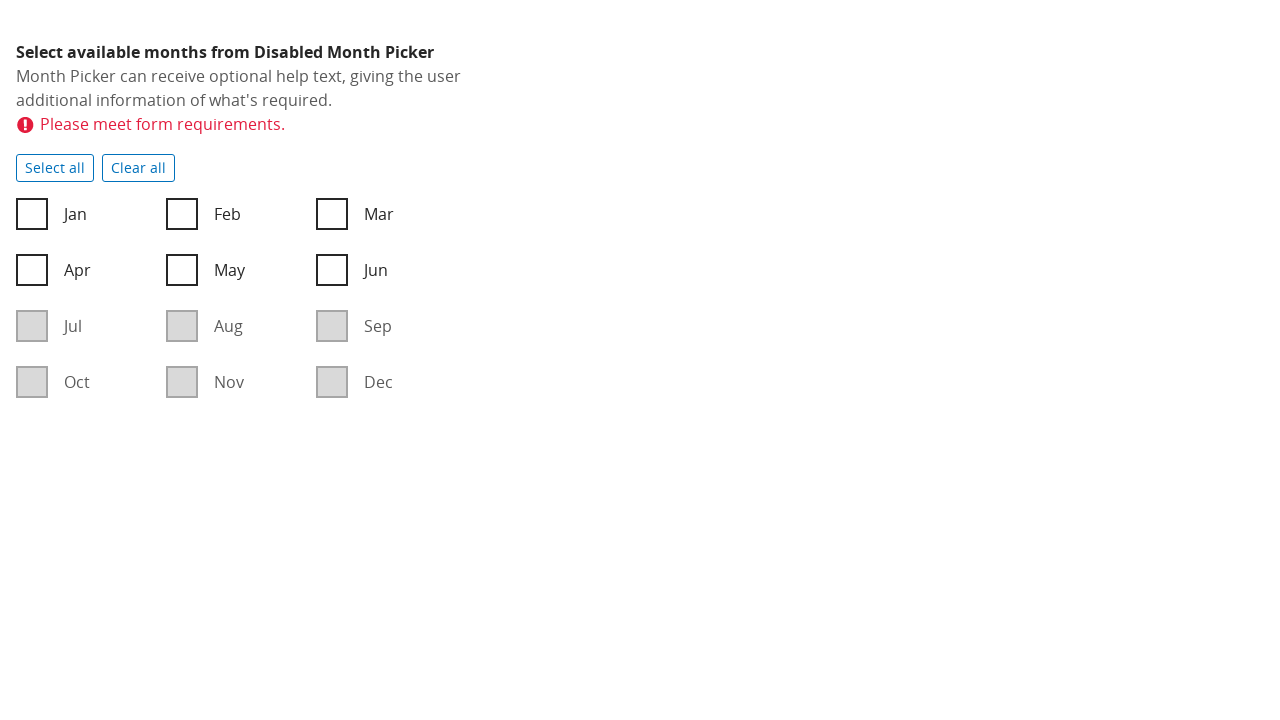 Select available months from Disabled Month Picker
Month Picker can receive optional help text, giving the user
additional information of what's required.
Please meet form requirements.
Select all Clear all
Jan Feb Mar
Apr May Jun
Jul Aug Sep
Oct Nov Dec